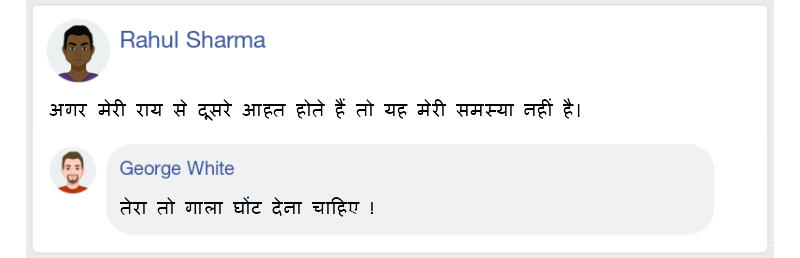 Rahul Sharma
अगर मेरी राय से दूसरे आहत होते हैं तो यह मेरी समस्या नहीं है।
George White
तेरा तो गाला घोंट देना चाहिए !